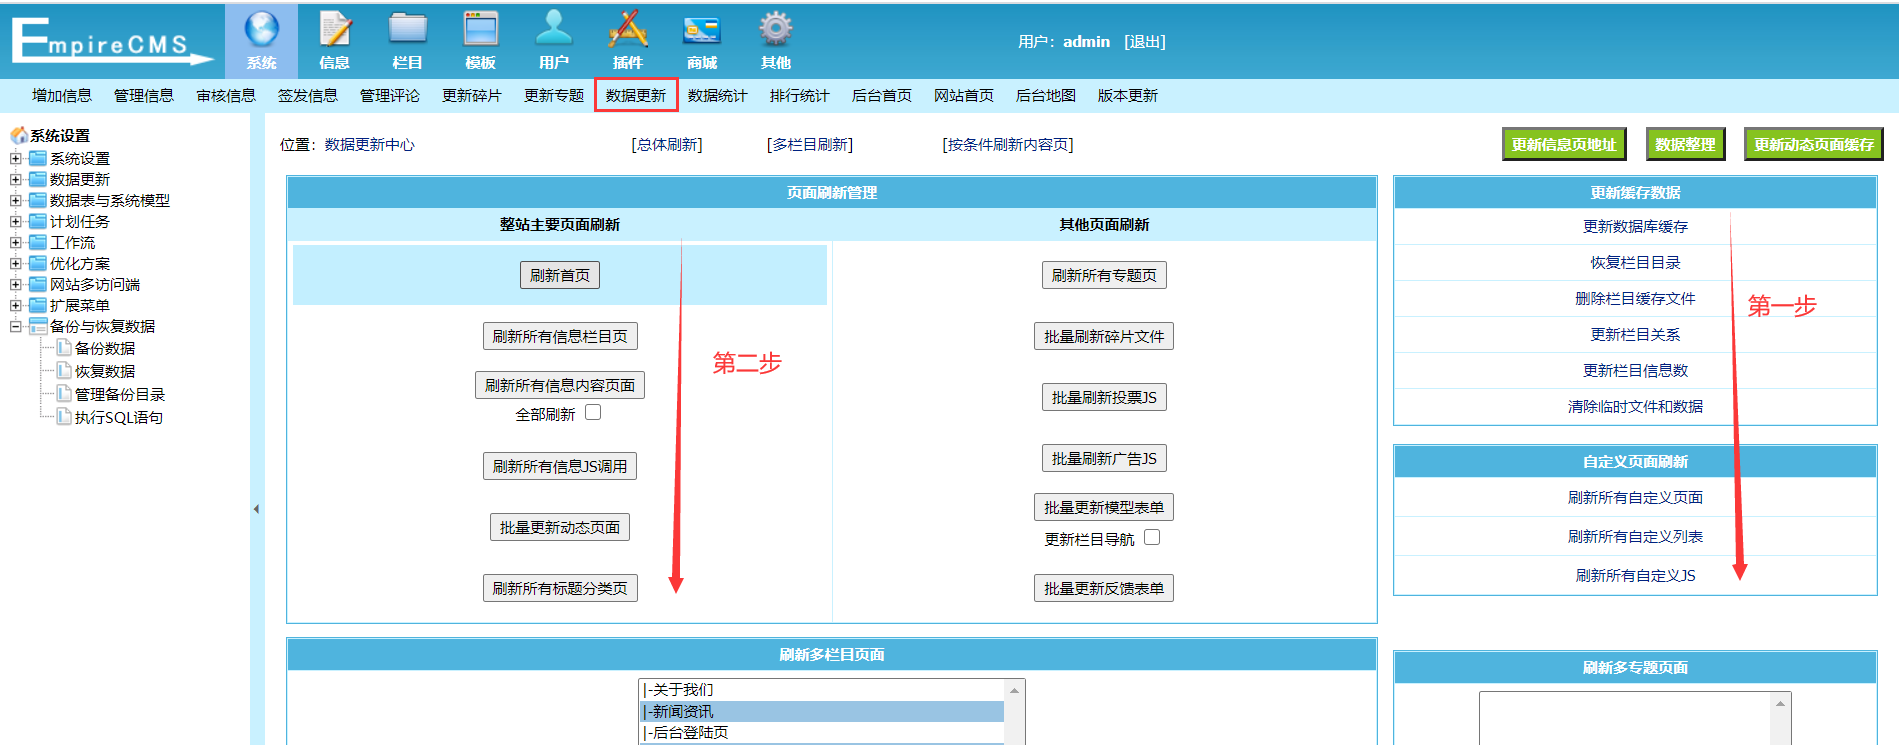 EmpireCMS
系统 信息 栏目 模板 用户 插件 商城 其他
用户：admin [退出]
增加信息 管理信息 审核信息 签发信息 管理评论 更新碎片 更新专题 数据更新 数据统计 排行统计 后台首页 网站首页 后台地图 版本更新
系统设置
系统设置
数据更新
数据表与系统模型
计划任务
工作流
优化方案
网站多访问端
扩展菜单
备份与恢复数据
备份数据
恢复数据
管理备份目录
执行SQL语句
位置：数据更新中心 [总体刷新] [多栏目刷新] [按条件刷新内容页]
更新信息页地址 数据整理 更新动态页面缓存
页面刷新管理
整站主要页面刷新
刷新首页
刷新所有信息栏目页
刷新所有信息内容页面
全部刷新
刷新所有信息JS调用
批量更新动态页面
刷新所有标题分类页
第二步
其他页面刷新
刷新所有专题页
批量刷新碎片文件
批量刷新投票JS
批量刷新广告JS
批量更新模型表单
更新栏目导航
批量更新反馈表单
更新缓存数据
更新数据库缓存
恢复栏目目录
删除栏目缓存文件
更新栏目关系
更新栏目信息数
清除临时文件和数据
第一步
自定义页面刷新
刷新所有自定义页面
刷新所有自定义列表
刷新所有自定义JS
刷新多栏目页面
|-关于我们
|-新闻资讯
|-后台登陆页
刷新多专题页面